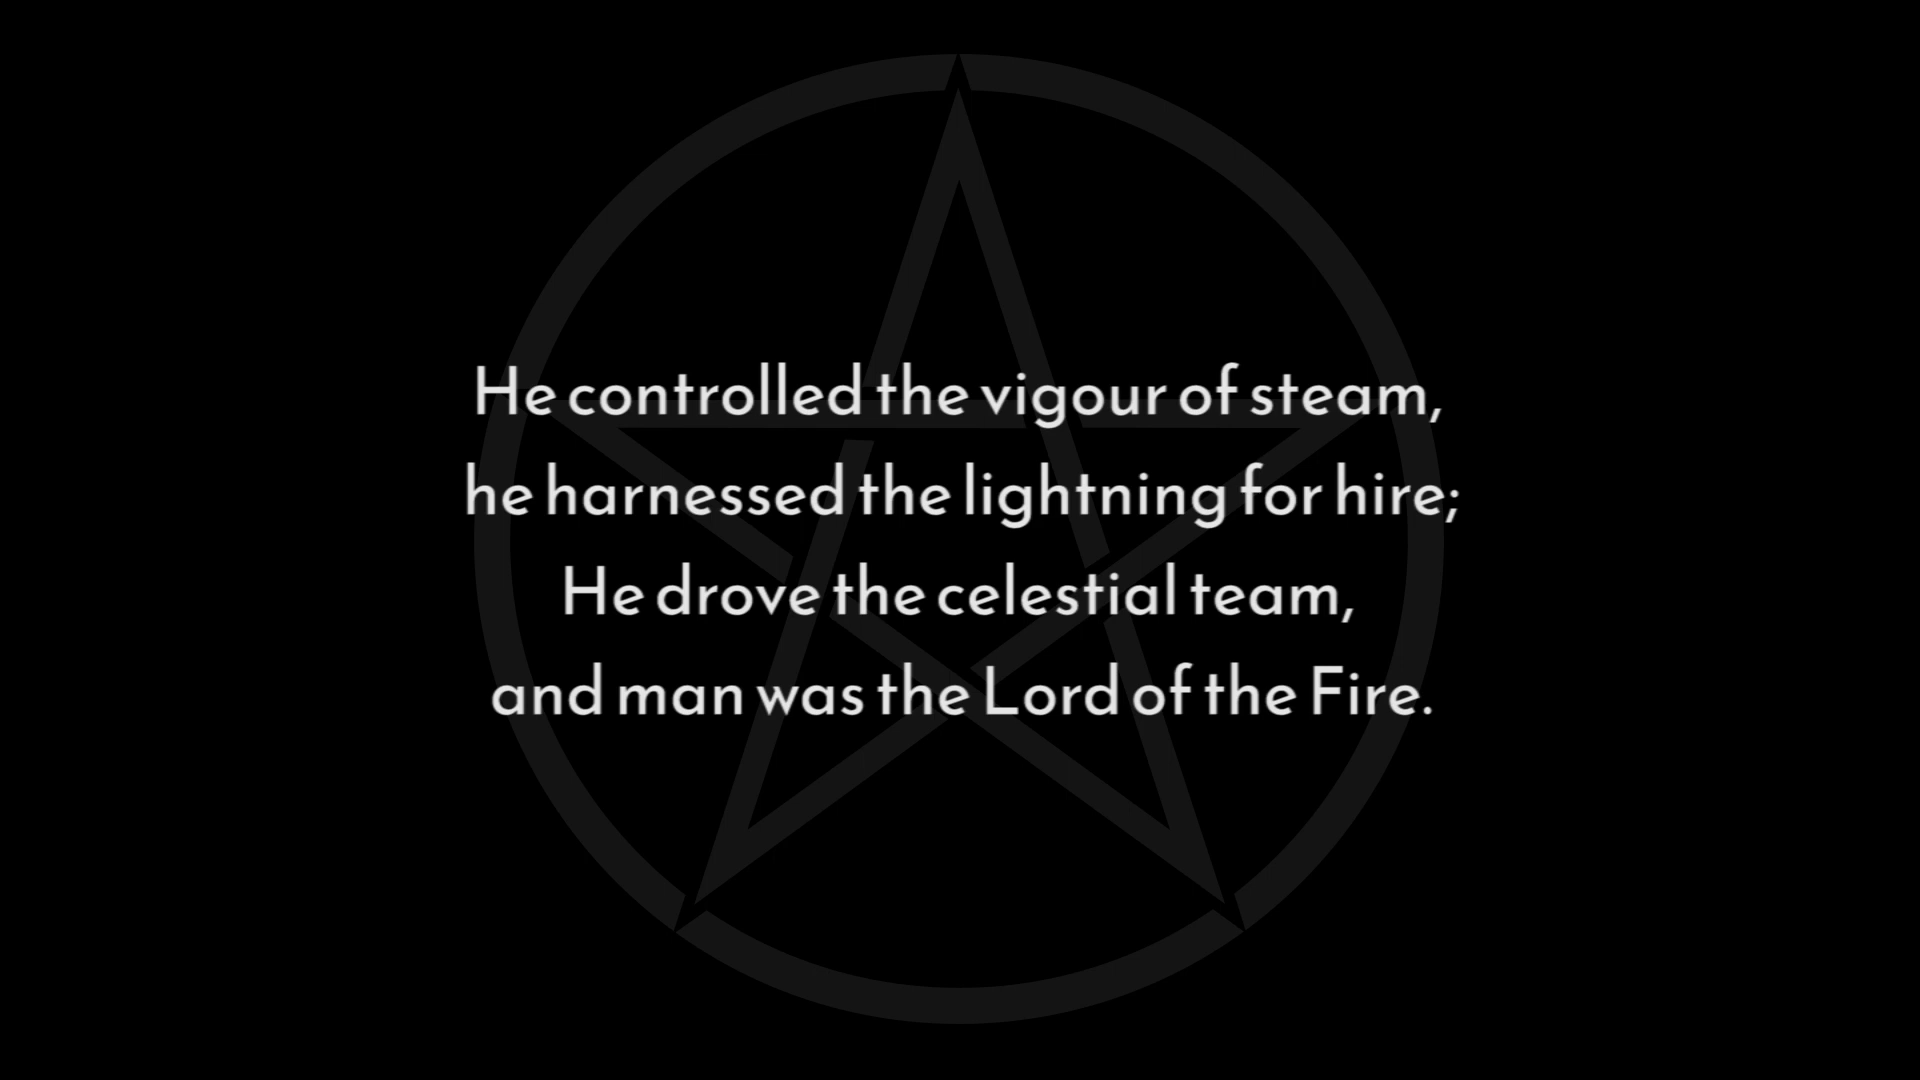 He controlled the vigour of steam,
he harnessed the lightning for hire;
He drove the celestial team,
and man was the Lord of the Fire.